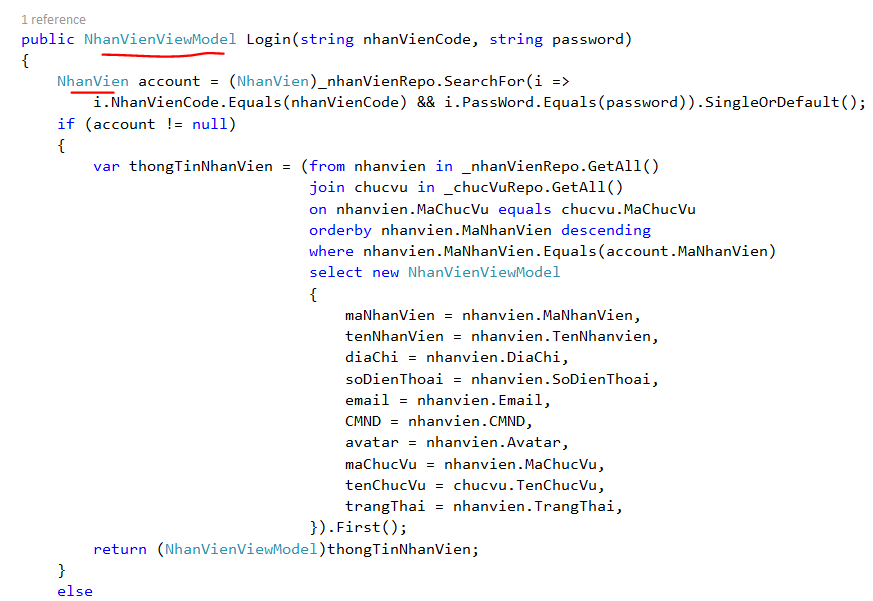 1 reference
public NhanVienViewModel Login(string nhanVienCode, string password)
{
NhanVien account = (NhanVien)_nhanVienRepo.SearchFor(i =>
i.NhanVienCode.Equals(nhanVienCode) && i.PassWord.Equals(password)).SingleOrDefault();
if (account != null)
{
var thongTinNhanVien = (from nhanvien in _nhanVienRepo.GetAll()
join chucvu in _chucVuRepo.GetAll()
on nhanvien.MaChucVu equals chucvu.MaChucVu
orderby nhanvien.MaNhanVien descending
where nhanvien.MaNhanVien.Equals(account.MaNhanVien)
select new NhanVienViewModel
{
maNhanVien = nhanvien.MaNhanVien,
tenNhanVien = nhanvien.TenNhanvien,
diaChi = nhanvien.DiaChi,
soDienThoai = nhanvien.SoDienThoai,
email = nhanvien.Email,
CMND = nhanvien.CMND,
avatar = nhanvien.Avatar,
maChucVu = nhanvien.MaChucVu,
tenChucVu = chucvu.TenChucVu,
trangThai = nhanvien.TrangThai,
}).First();
return (NhanVienViewModel)thongTinNhanVien;
}
else